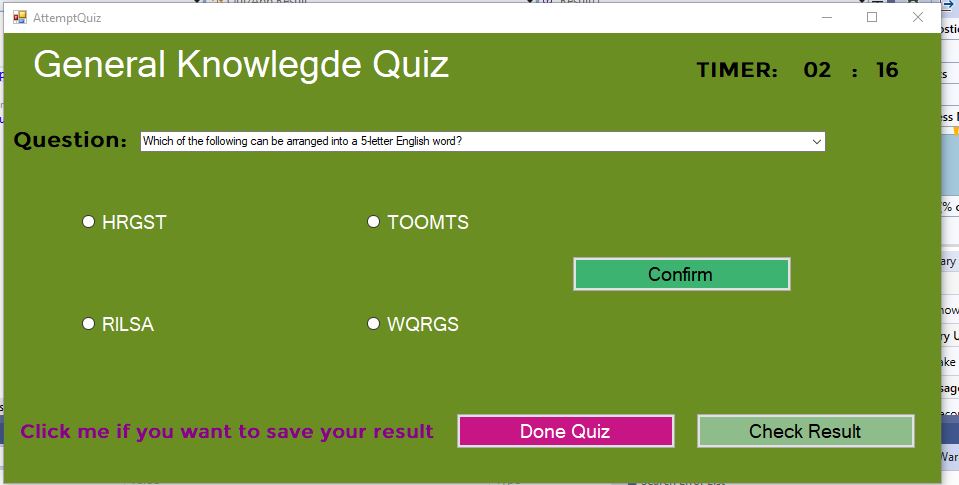 AttemptQuiz
General Knowlegde Quiz
TIMER: 02 : 16
Question: Which of the following can be arranged into a 5-letter English word?
HRGST TOOMTS
Confirm
RILSA WQRGS
Click me if you want to save your result Done Quiz Check Result